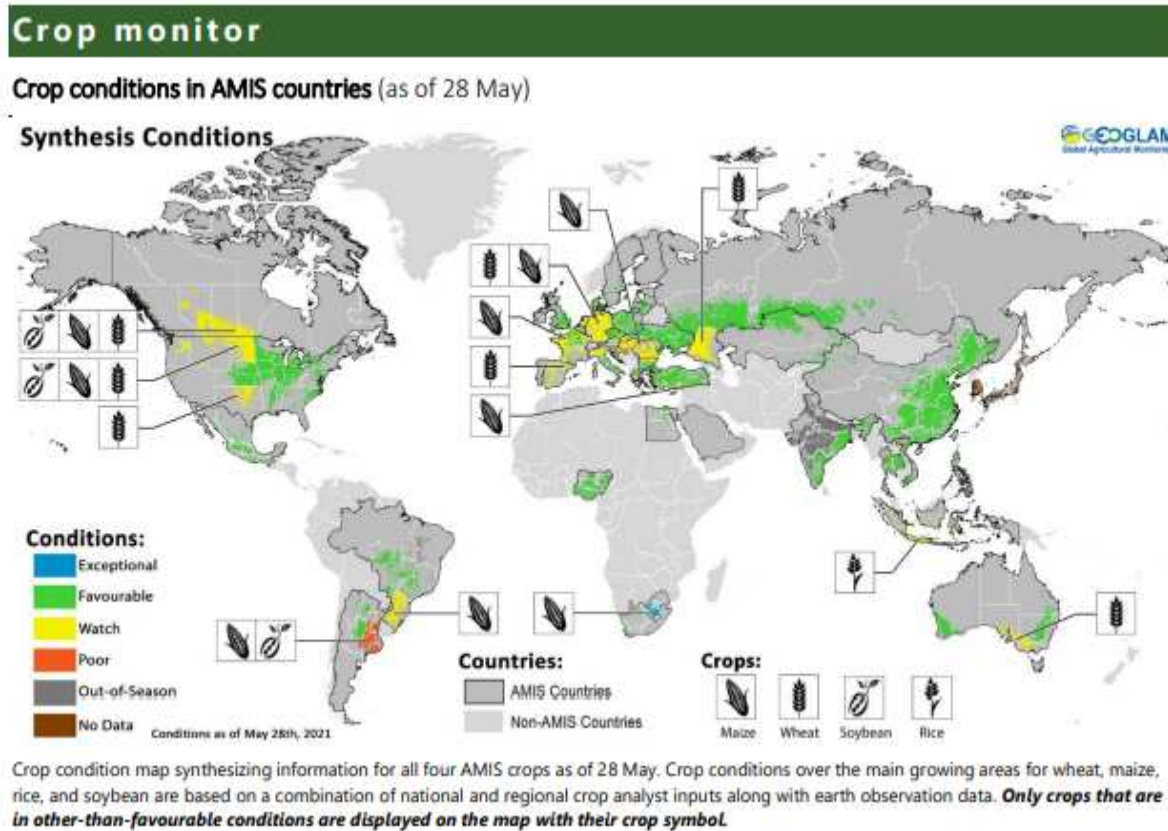 Crop monitor
Crop conditions in AMIS countries (as of 28 May)
Synthesis Conditions
GEOGLAM
Global Agricultural Monitoring
Conditions:
Exceptional
Favourable
Watch
Poor
Out-of-Season
No Data
Conditions as of May 28th, 2021
Countries:
AMIS Countries
Non-AMIS Countries
Crops:
Maize Wheat Soybean Rice
Crop condition map synthesizing information for all four AMIS crops as of 28 May. Crop conditions over the main growing areas for wheat, maize,
rice, and soybean are based on a combination of national and regional crop analyst inputs along with earth observation data. Only crops that are
in other-than-favourable conditions are displayed on the map with their crop symbol.